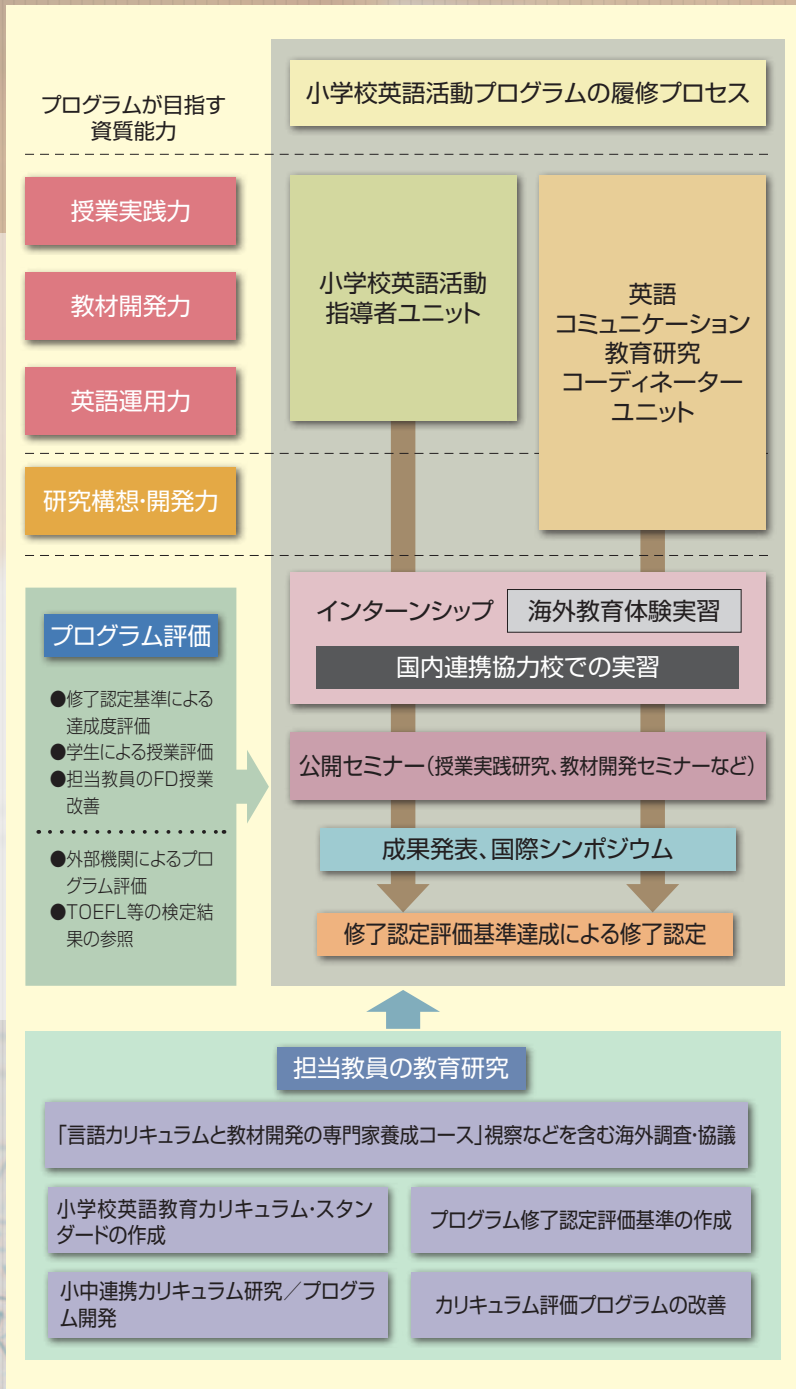 プログラムが目指す
資質能力
小学校英語活動プログラムの履修プロセス
授業実践力
教材開発力
英語運用力
研究構想・開発力
小学校英語活動
指導者ユニット
英語
コミュニケーション
教育研究
コーディネーター
ユニット
プログラム評価
●修了認定基準による
達成度評価
●学生による授業評価
●担当教員のFD授業
改善
●外部機関によるプロ
グラム評価
●TOEFL等の検定結
果の参照
インターンシップ 海外教育体験実習
国内連携協力校での実習
公開セミナー(授業実践研究、教材開発セミナーなど)
成果発表、国際シンポジウム
修了認定評価基準達成による修了認定
担当教員の教育研究
「言語カリキュラムと教材開発の専門家養成コース」視察などを含む海外調査・協議
小学校英語教育カリキュラム・スタン
ダードの作成
プログラム修了認定評価基準の作成
小中連携カリキュラム研究／プログラ
ム開発
カリキュラム評価プログラムの改善